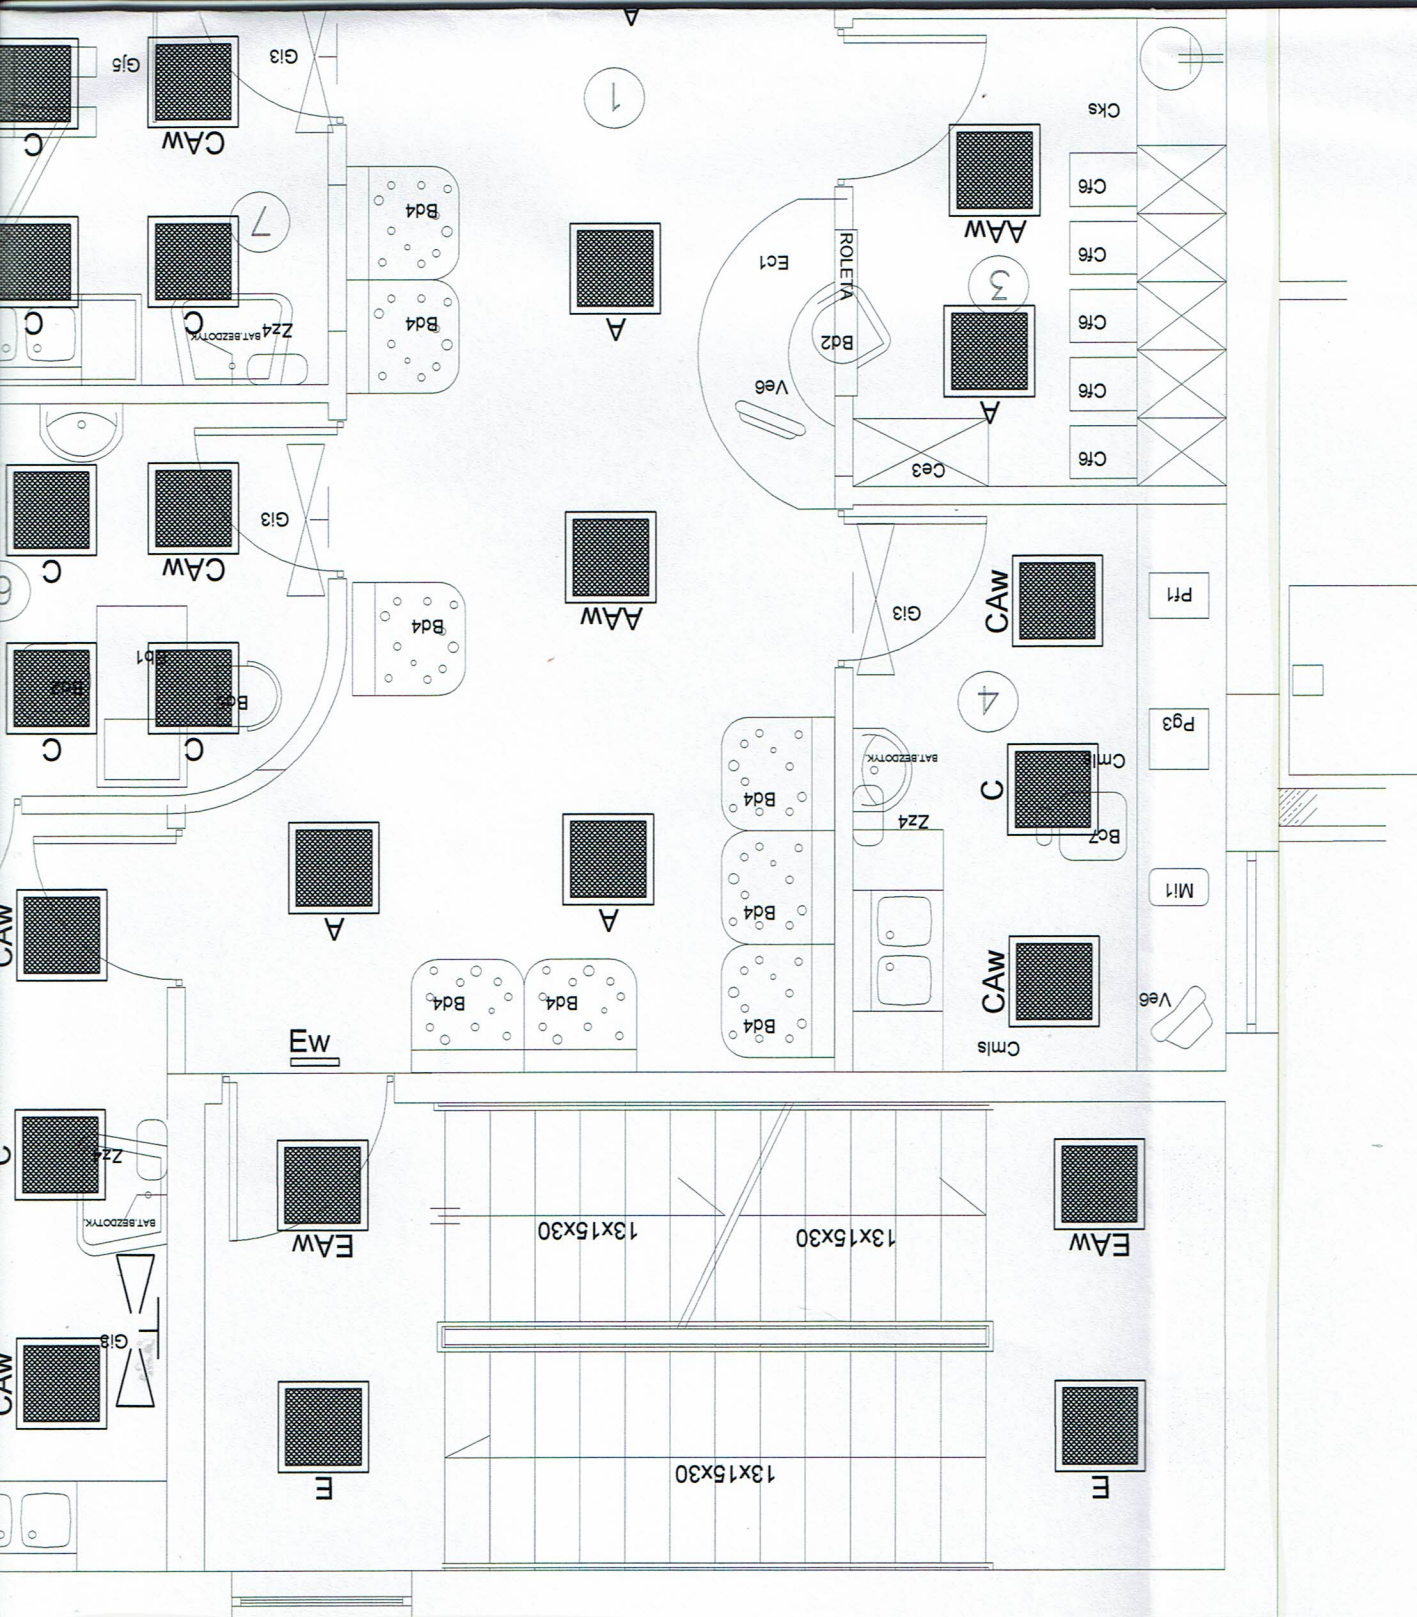 A
Gj5
Gi3
1
Cks
C
CAw
Bd4
7
AAw
Cf6
Ec1
ROLETA
Cf6
3
C
C
BAT.BEZDOTYK.
Zz4
Bd4
A
Bd2
Cf6
Ve6
A
Cf6
Ce3
Cf6
C
CAw
Gi3
AAw
Gi3
CAw
Pf1
6
Bd4
Bd2
C
C
4
Pg3
BAT.BEZDOTYK.
Cmls
C
Bd4
Zz4
Bc7
A
A
Bd4
Mi1
CAw
Bd4
Bd4
Bd4
CAw
Ve6
Ew
Cmls
C
Zz4
BAT.BEZDOTYK.
EAw
13x15x30
13x15x30
EAw
Gi3
CAw
13x15x30
E
E